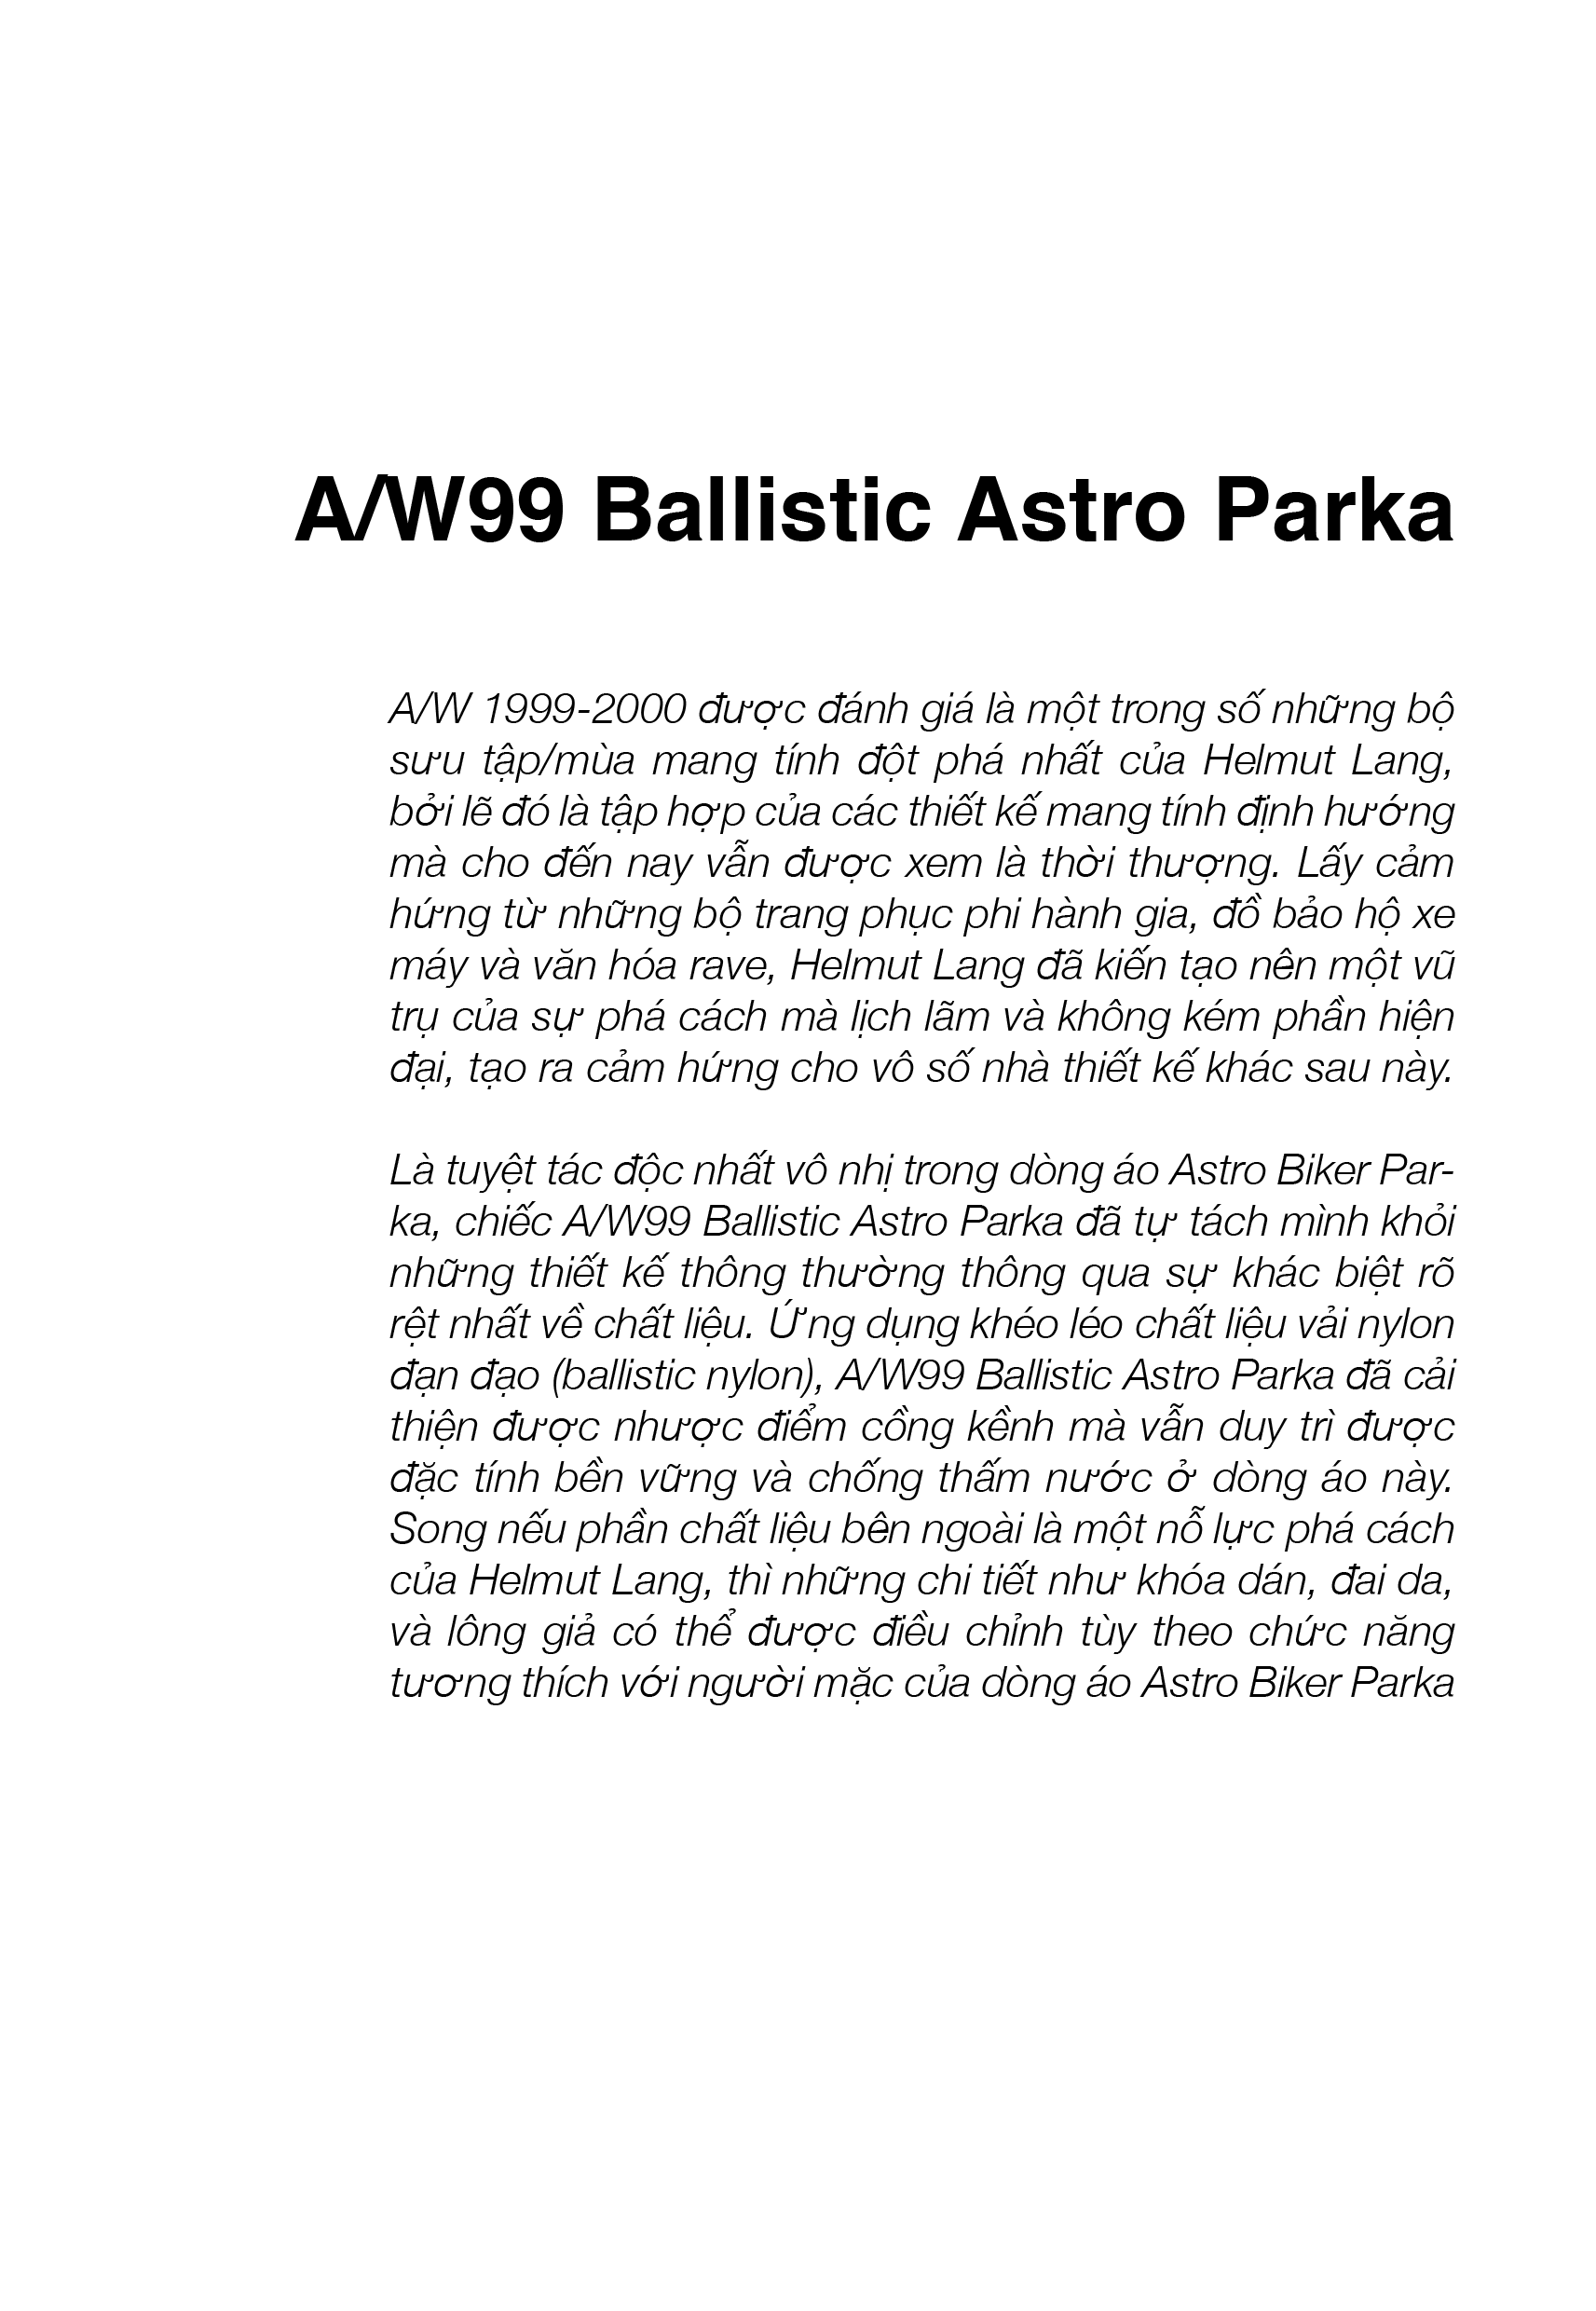 A/W99 Ballistic Astro Parka
A/W 1999-2000 được đánh giá là một trong số những bộ
sưu tập/mùa mang tính đột phá nhất của Helmut Lang,
bởi lẽ đó là tập hợp của các thiết kế mang tính định hướng
mà cho đến nay vẫn được xem là thời thượng. Lấy cảm
hứng từ những bộ trang phục phi hành gia, đồ bảo hộ xe
máy và văn hóa rave, Helmut Lang đã kiến tạo nên một vũ
trụ của sự phá cách mà lịch lãm và không kém phần hiện
đại, tạo ra cảm hứng cho vô số nhà thiết kế khác sau này.
Là tuyệt tác độc nhất vô nhị trong dòng áo Astro Biker Par-
ka, chiếc A/W99 Ballistic Astro Parka đã tự tách mình khỏi
những thiết kế thông thường thông qua sự khác biệt rõ
rệt nhất về chất liệu. Ứng dụng khéo léo chất liệu vải nylon
đạn đạo (ballistic nylon), A/W99 Ballistic Astro Parka đã cải
thiện được nhược điểm cồng kềnh mà vẫn duy trì được
đặc tính bền vững và chống thấm nước ở dòng áo này.
Song nếu phần chất liệu bên ngoài là một nỗ lực phá cách
của Helmut Lang, thì những chi tiết như khóa dán, đai da,
và lông giả có thể được điều chỉnh tùy theo chức năng
tương thích với người mặc của dòng áo Astro Biker Parka